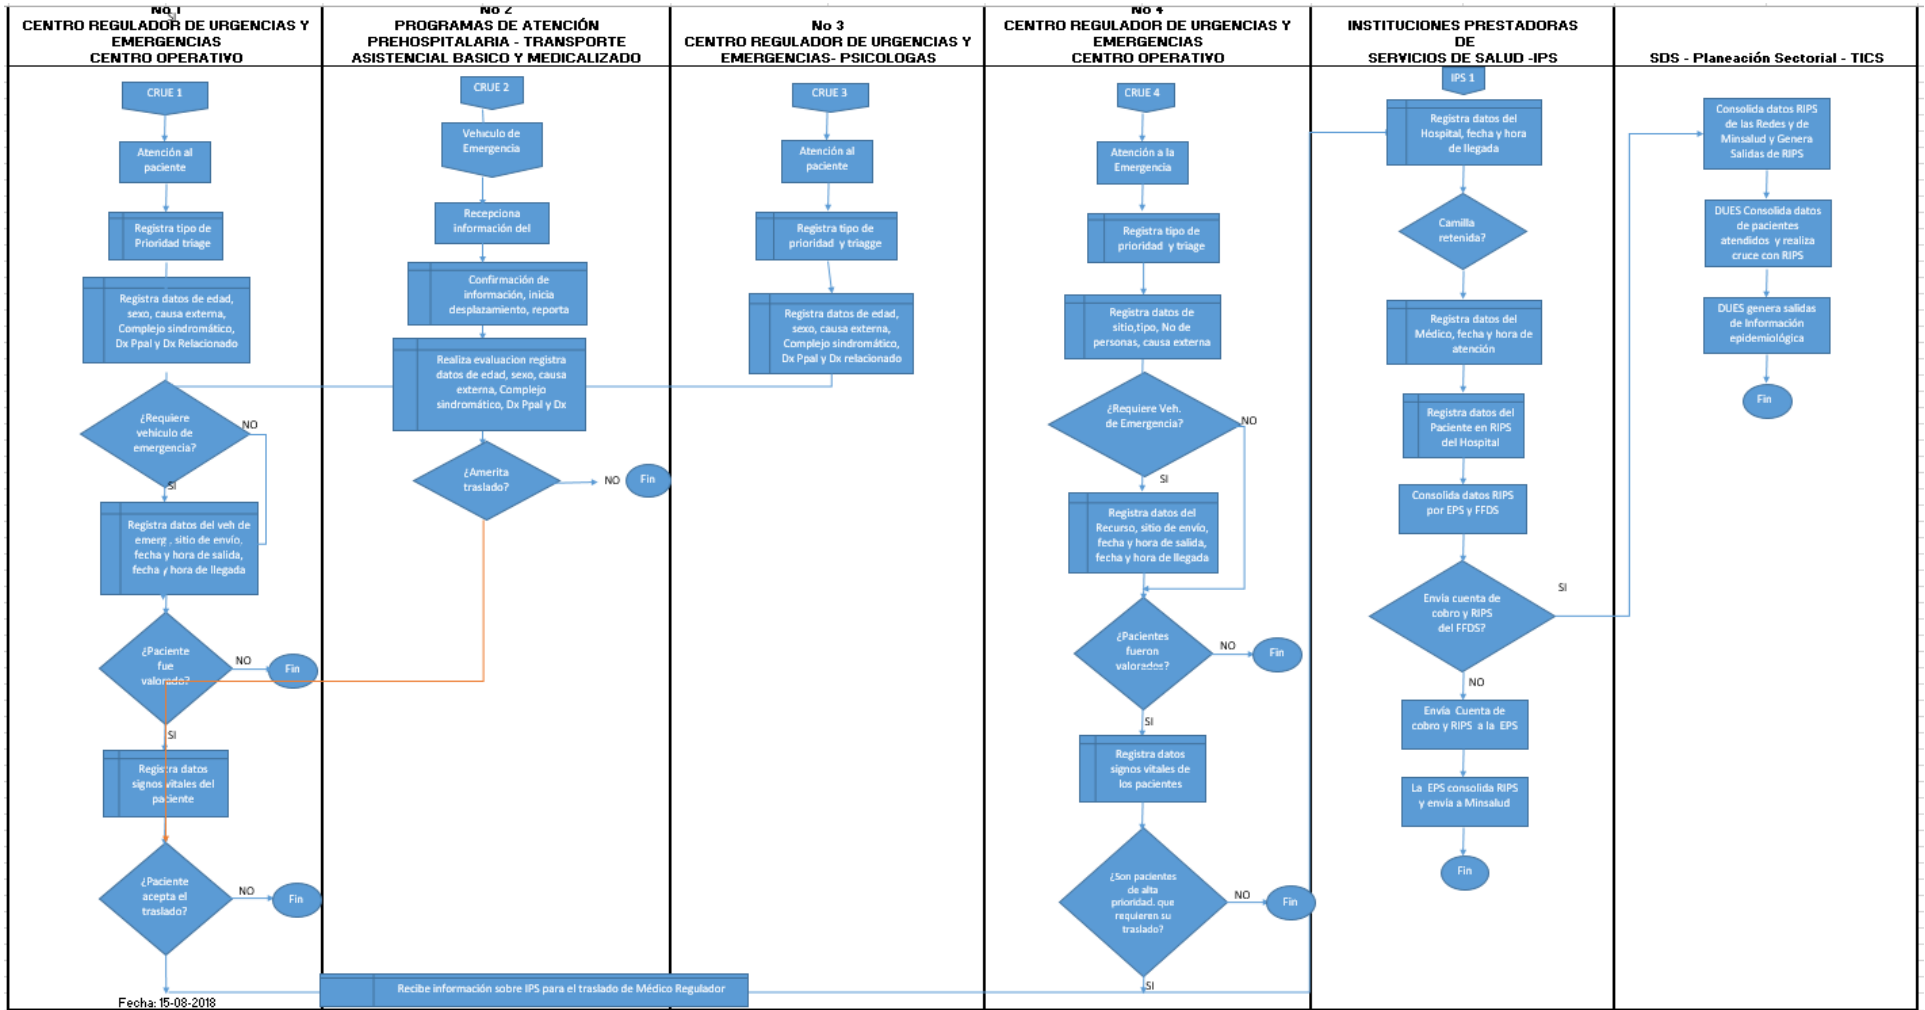 No 1
CENTRO REGULADOR DE URGENCIAS Y
EMERGENCIAS
CENTRO OPERATIVO
CRUE 1
Atención al
paciente
Registra tipo de
Prioridad triage
Registra datos de edad,
sexo, causa externa,
Complejo sindromático,
Dx Ppal y Dx Relacionado
¿Requiere
vehículo de
emergencia?
NO
SI
Registra datos del veh de
emerg , sitio de envío,
fecha y hora de salida,
fecha y hora de llegada
¿Paciente
fue
valorado?
NO
Fin
SI
Registra datos
signos vitales del
paciente
¿Paciente
acepta el
traslado?
NO
Fin
Fecha: 15-08-2018
No 2
PROGRAMAS DE ATENCIÓN
PREHOSPITALARIA - TRANSPORTE
ASISTENCIAL BASICO Y MEDICALIZADO
CRUE 2
Vehiculo de
Emergencia
Recepciona
información del
Confirmación de
información, inicia
desplazamiento, reporta
Realiza evaluacion registra
datos de edad, sexo, causa
externa, Complejo
sindromático, Dx Ppal y Dx
¿Amerita
traslado?
NO
Fin
Recibe información sobre IPS para el traslado de Médico Regulador
No 3
CENTRO REGULADOR DE URGENCIAS Y
EMERGENCIAS- PSICOLOGAS
CRUE 3
Atención al
paciente
Registra tipo de
prioridad y triagge
Registra datos de edad,
sexo, causa externa,
Complejo sindromático,
Dx Ppal y Dx relacionado
No 4
CENTRO REGULADOR DE URGENCIAS Y
EMERGENCIAS
CENTRO OPERATIVO
CRUE 4
Atención a la
Emergencia
Registra tipo de
prioridad y triage
Registra datos de
sitio,tipo, No de
personas, causa externa
¿Requiere Veh.
de Emergencia?
NO
SI
Registra datos del
Recurso, sitio de envío,
fecha y hora de salida,
fecha y hora de llegada
¿Pacientes
fueron
valorados?
NO
Fin
SI
Registra datos
signos vitales de
los pacientes
¿Son pacientes
de alta
prioridad. que
requieren su
traslado?
NO
Fin
SI
INSTITUCIONES PRESTADORAS
DE
SERVICIOS DE SALUD -IPS
IPS 1
Registra datos del
Hospital, fecha y hora
de llegada
Camilla
retenida?
Registra datos del
Médico, fecha y hora de
atención
Registra datos del
Paciente en RIPS
del Hospital
Consolida datos RIPS
por EPS y FFDS
Envía cuenta de
cobro y RIPS
del FFDS?
SI
NO
Envía Cuenta de
cobro y RIPS a la EPS
La EPS consolida RIPS
y envia a Minsalud
Fin
SDS - Planeación Sectorial - TICS
Consolida datos RIPS
de las Redes y de
Minsalud y Genera
Salidas de RIPS
DUES Consolida datos
de pacientes
atendidos y realiza
cruce con RIPS
DUES genera salidas
de Información
epidemiológica
Fin